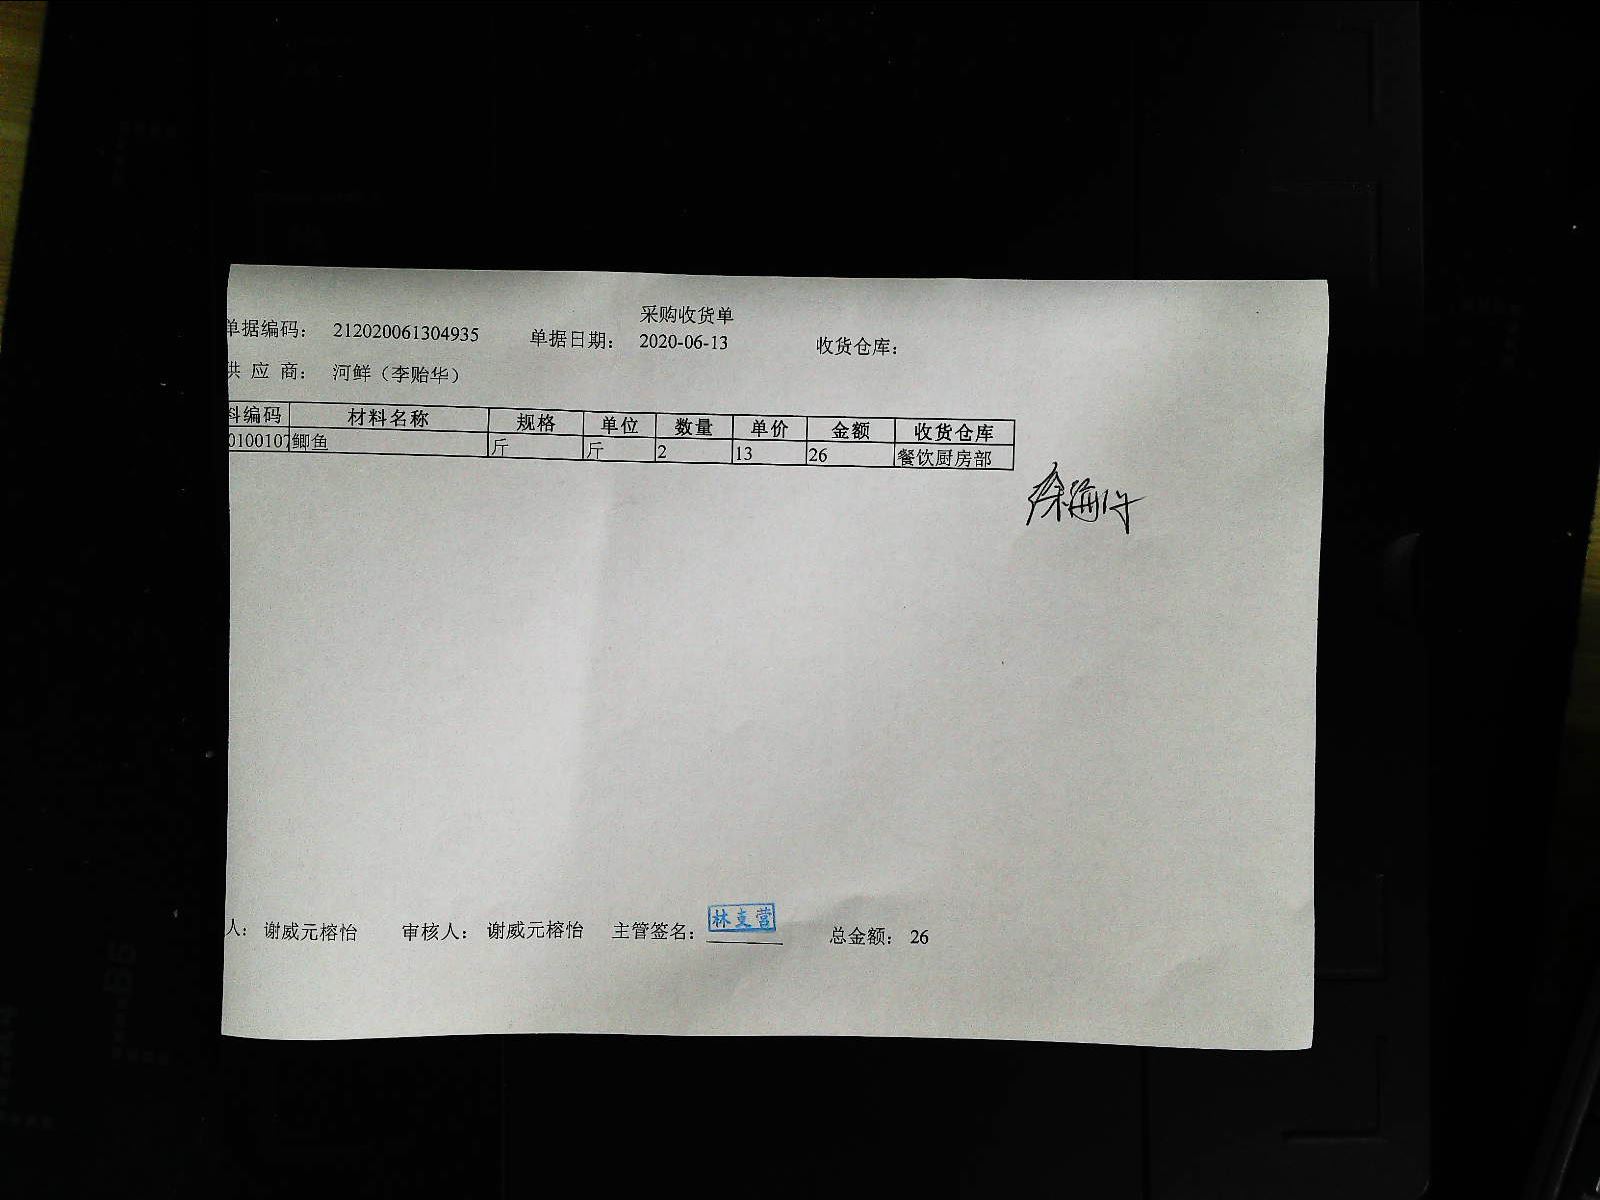 采购收货单
单据编码： 212020061304935 单据日期： 2020-06-13 收货仓库：
供 应 商： 河鲜（李贻华）
料编码 材料名称 规格 单位 数量 单价 金额 收货仓库
0100107 鲫鱼 斤 斤 2 13 26 餐饮厨房部
人： 谢威元榕怡 审核人： 谢威元榕怡 主管签名： 林支营 总金额： 26